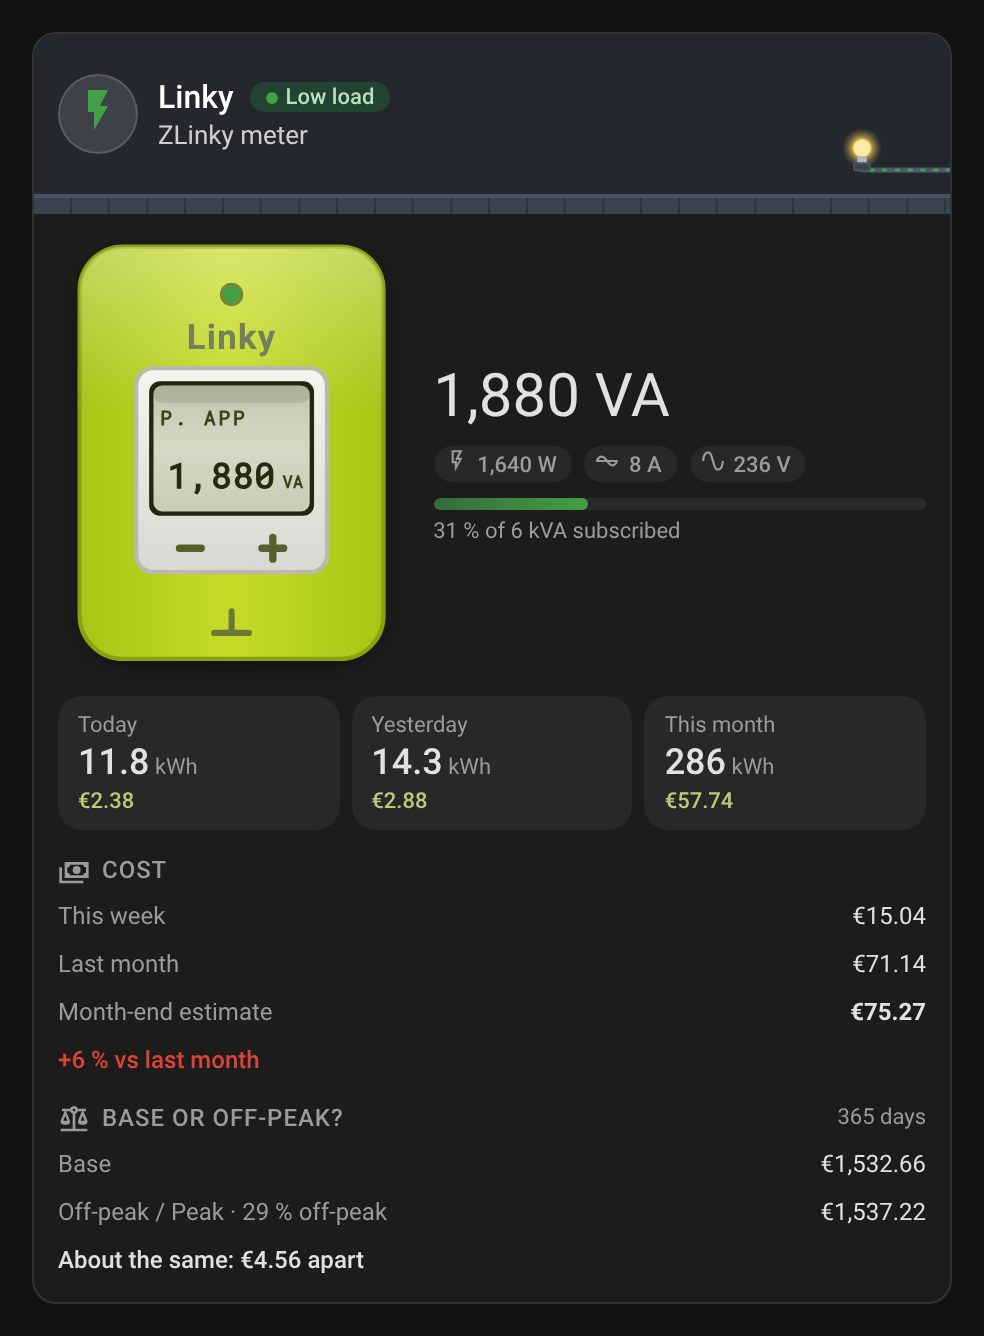 Linky
Low load
ZLinky meter
Linky
P. APP
1,880 VA
1,880 VA
1,640 W
8 A
236 V
31 % of 6 kVA subscribed
Today
11.8 kWh
€2.38
Yesterday
14.3 kWh
€2.88
This month
286 kWh
€57.74
COST
This week €15.04
Last month €71.14
Month-end estimate €75.27
+6 % vs last month
BASE OR OFF-PEAK? 365 days
Base €1,532.66
Off-peak / Peak · 29 % off-peak €1,537.22
About the same: €4.56 apart